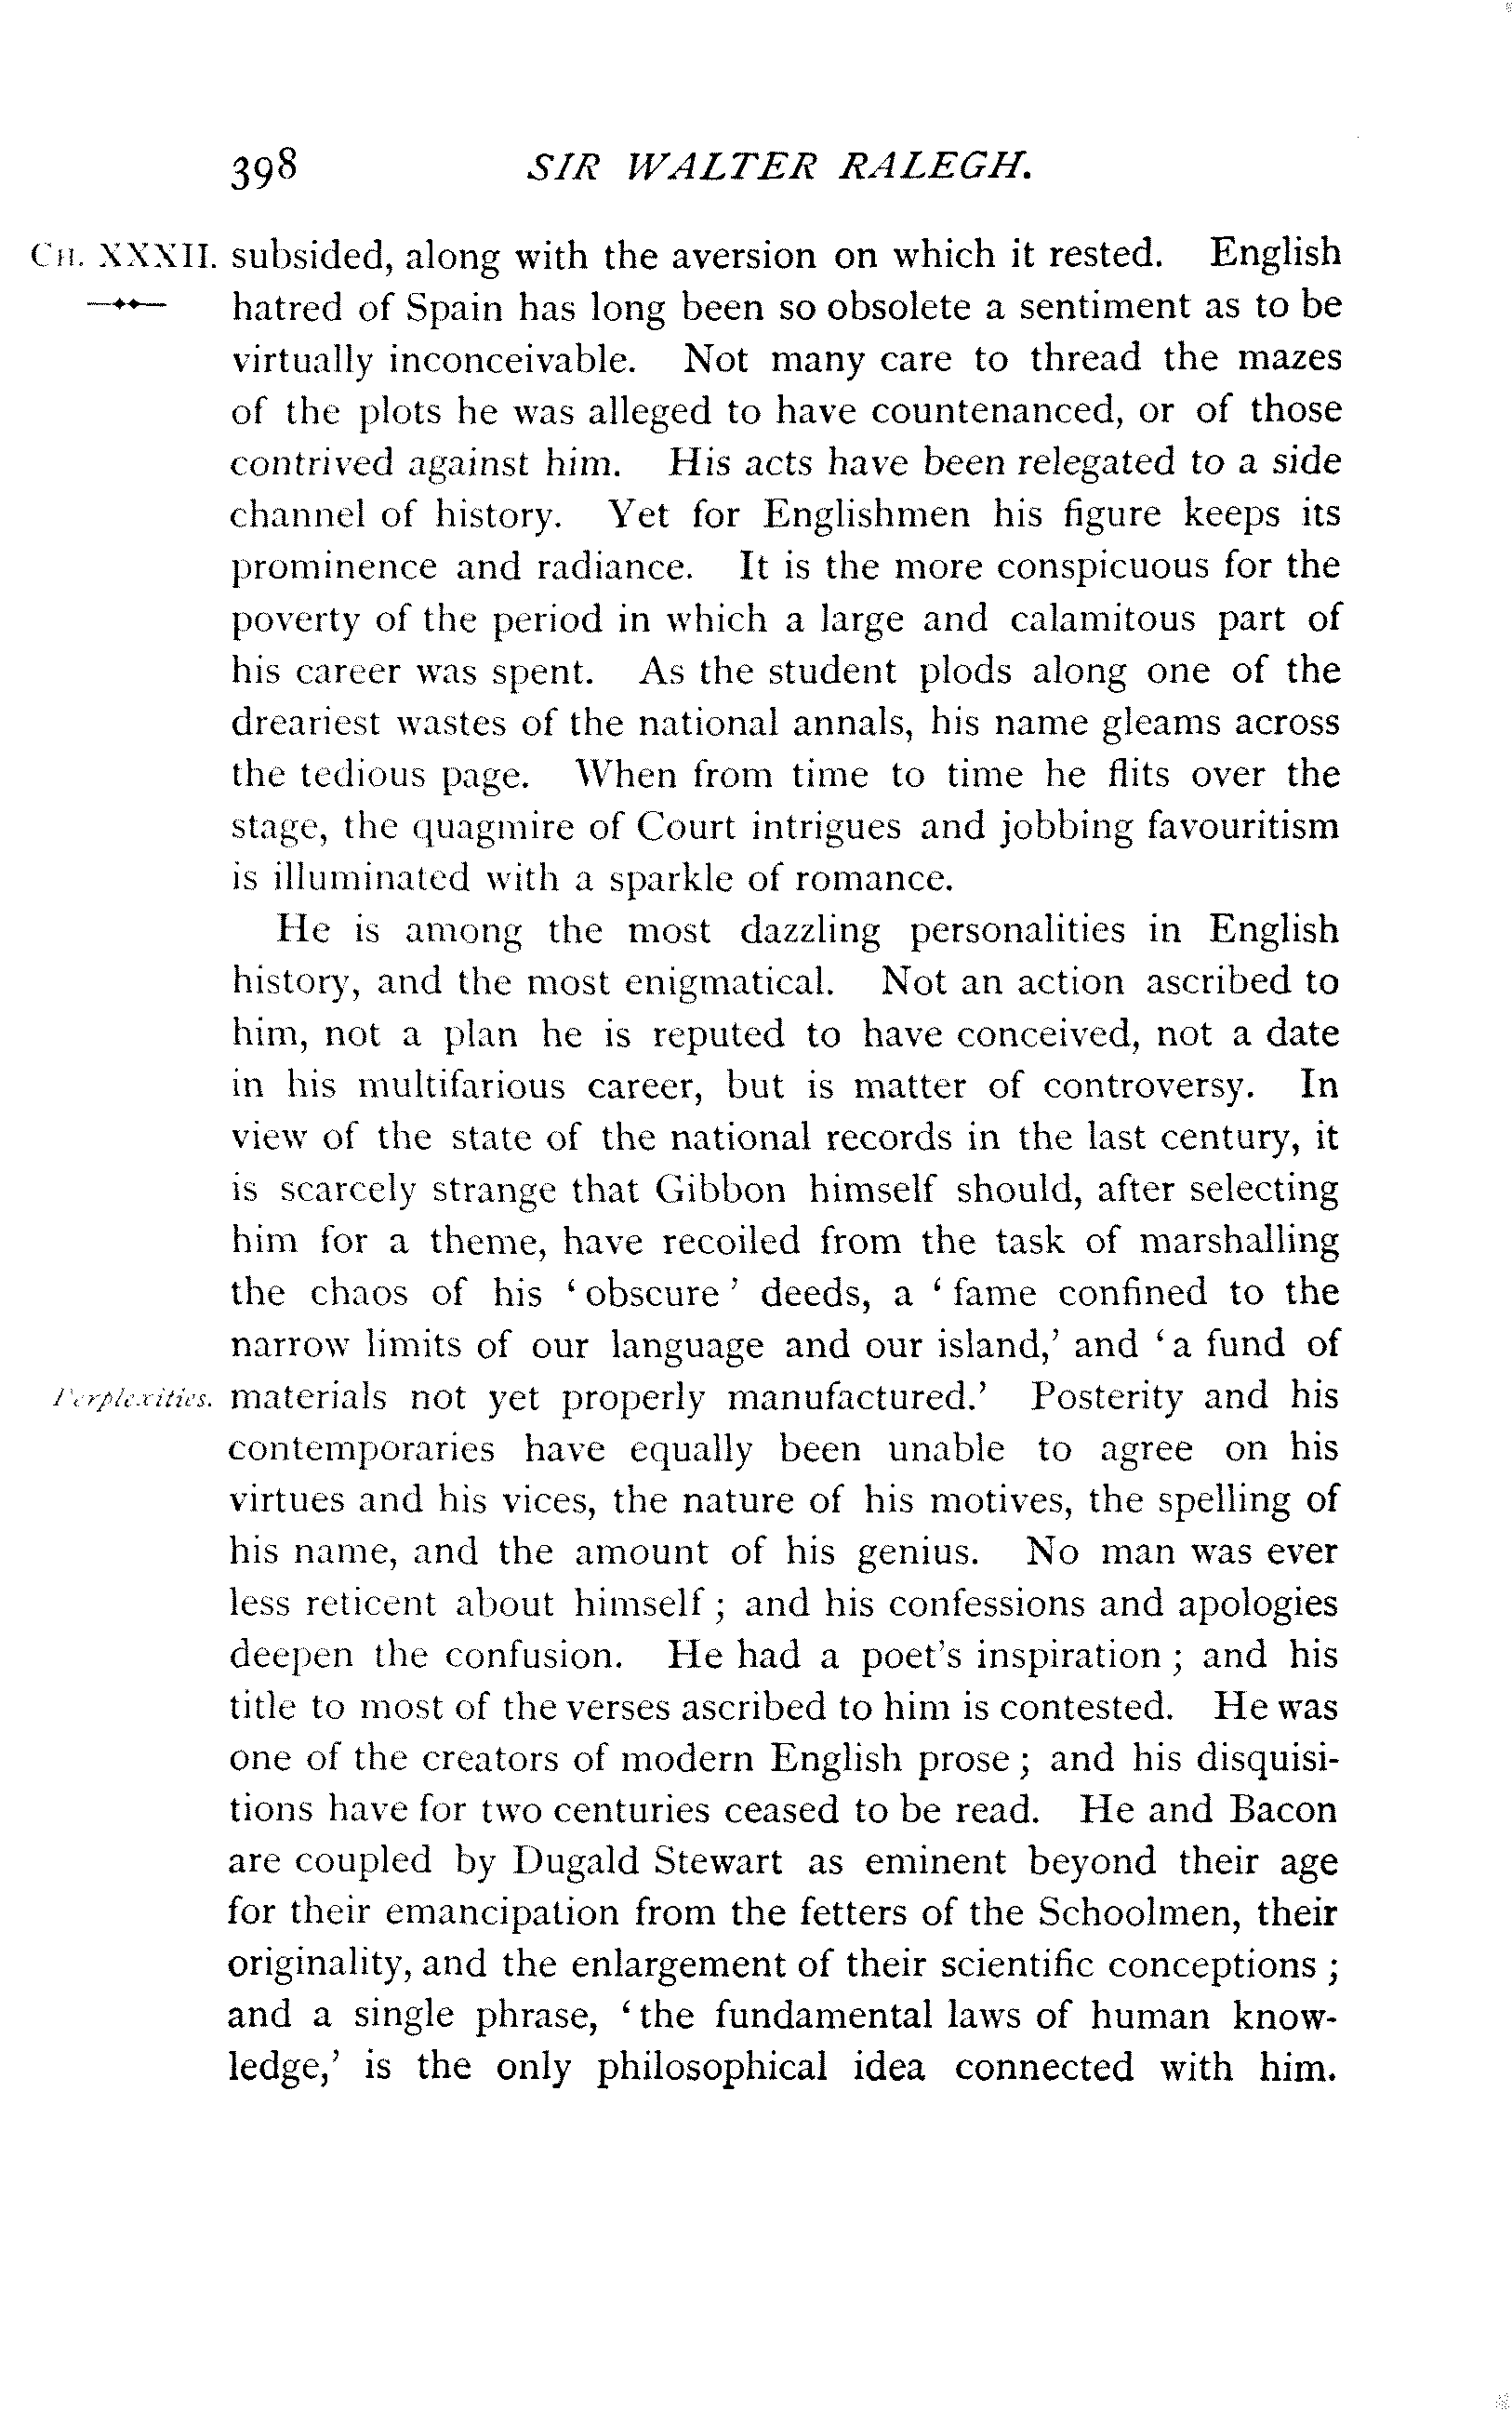 398 SIR WALTER RALEGH.
CH. XXXII. subsided, along with the aversion on which it rested. English
hatred of Spain has long been so obsolete a sentiment as to be
virtually inconceivable. Not many care to thread the mazes
of the plots he was alleged to have countenanced, or of those
contrived against him. His acts have been relegated to a side
channel of history. Yet for Englishmen his figure keeps its
prominence and radiance. It is the more conspicuous for the
poverty of the period in which a large and calamitous part of
his career was spent. As the student plods along one of the
dreariest wastes of the national annals, his name gleams across
the tedious page. When from time to time he flits over the
stage, the quagmire of Court intrigues and jobbing favouritism
is illuminated with a sparkle of romance.
He is among the most dazzling personalities in English
history, and the most enigmatical. Not an action ascribed to
him, not a plan he is reputed to have conceived, not a date
in his multifarious career, but is matter of controversy. In
view of the state of the national records in the last century, it
is scarcely strange that Gibbon himself should, after selecting
him for a theme, have recoiled from the task of marshalling
the chaos of his ‘obscure’ deeds, a ‘fame confined to the
narrow limits of our language and our island,’ and ‘a fund of
Perplexities. materials not yet properly manufactured.’ Posterity and his
contemporaries have equally been unable to agree on his
virtues and his vices, the nature of his motives, the spelling of
his name, and the amount of his genius. No man was ever
less reticent about himself; and his confessions and apologies
deepen the confusion. He had a poet's inspiration; and his
title to most of the verses ascribed to him is contested. He was
one of the creators of modern English prose; and his disquisi-
tions have for two centuries ceased to be read. He and Bacon
are coupled by Dugald Stewart as eminent beyond their age
for their emancipation from the fetters of the Schoolmen, their
originality, and the enlargement of their scientific conceptions;
and a single phrase, ‘the fundamental laws of human know-
ledge,’ is the only philosophical idea connected with him.